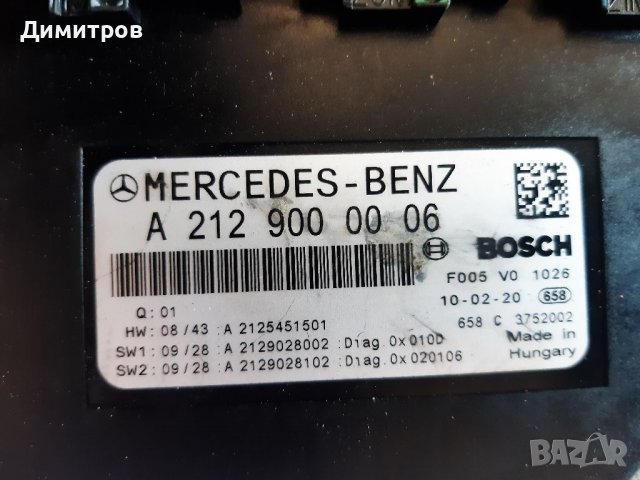 Димитров
MERCEDES-BENZ
A 212 900 00 06
BOSCH
F005 V0 1026
10-02-20 658
Q: 01
HW: 08/43: A 2125451501
658 C 3752002
SW1: 09/28: A 2129028002 :Diag.0x010D
SW2: 09/28: A 2129028102 :Diag.0x020106
Made in
Hungary
BAZAR